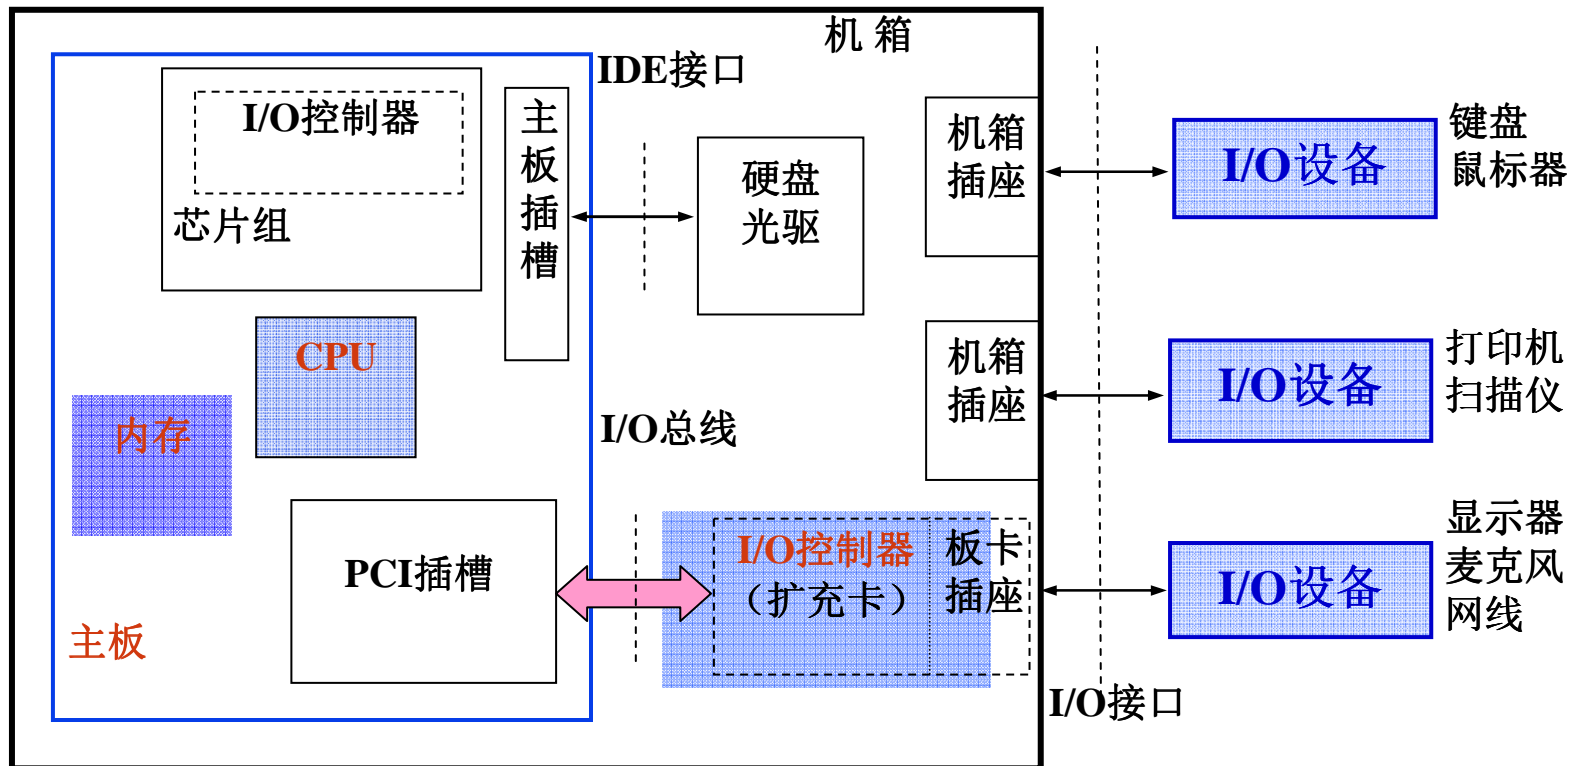 机 箱
IDE接口
I/O控制器
芯片组
主
板
插
槽
硬盘
光驱
机箱
插座
I/O设备
键盘
鼠标器
CPU
内存
I/O总线
机箱
插座
I/O设备
打印机
扫描仪
PCI插槽
主板
I/O控制器
（扩充卡）
板卡
插座
I/O设备
显示器
麦克风
网线
I/O接口